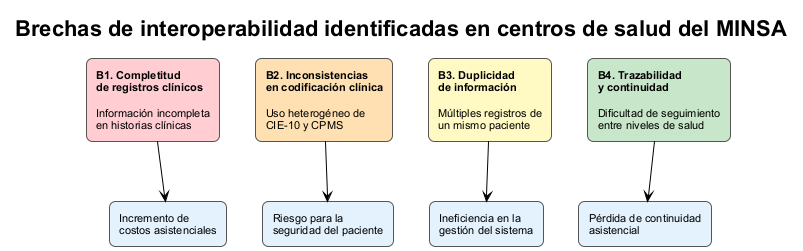 Brechas de interoperabilidad identificadas en centros de salud del MINSA
B1. Completitud
de registros clínicos
Información incompleta
en historias clínicas
B2. Inconsistencias
en codificación clínica
Uso heterogéneo de
CIE-10 y CPMS
B3. Duplicidad
de información
Múltiples registros de
un mismo paciente
B4. Trazabilidad
y continuidad
Dificultad de seguimiento
entre niveles de salud
Incremento de
costos asistenciales
Riesgo para la
seguridad del paciente
Ineficiencia en la
gestión del sistema
Pérdida de continuidad
asistencial